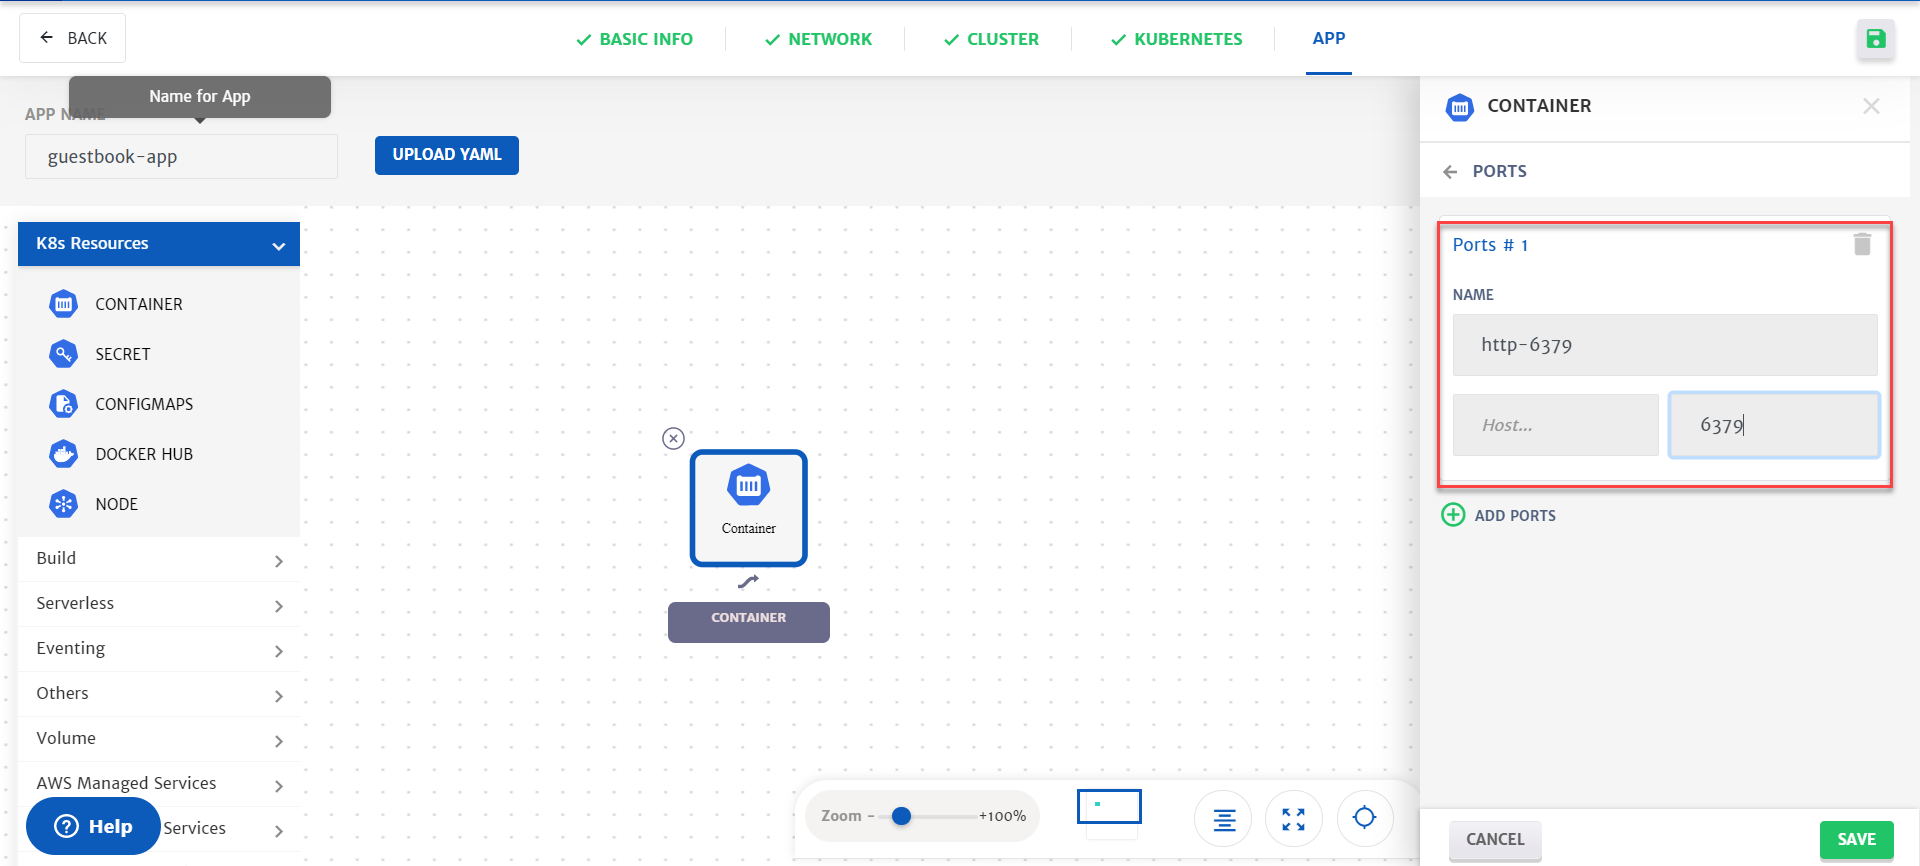 BACK
BASIC INFO
NETWORK
CLUSTER
KUBERNETES
APP
Name for App
APP NAME
guestbook-app
UPLOAD YAML
K8s Resources
CONTAINER
SECRET
CONFIGMAPS
DOCKER HUB
NODE
Build
Serverless
Eventing
Others
Volume
AWS Managed Services
Services
Help
Container
CONTAINER
Zoom - +100%
CONTAINER
PORTS
Ports # 1
NAME
http-6379
Host...
6379
ADD PORTS
CANCEL
SAVE